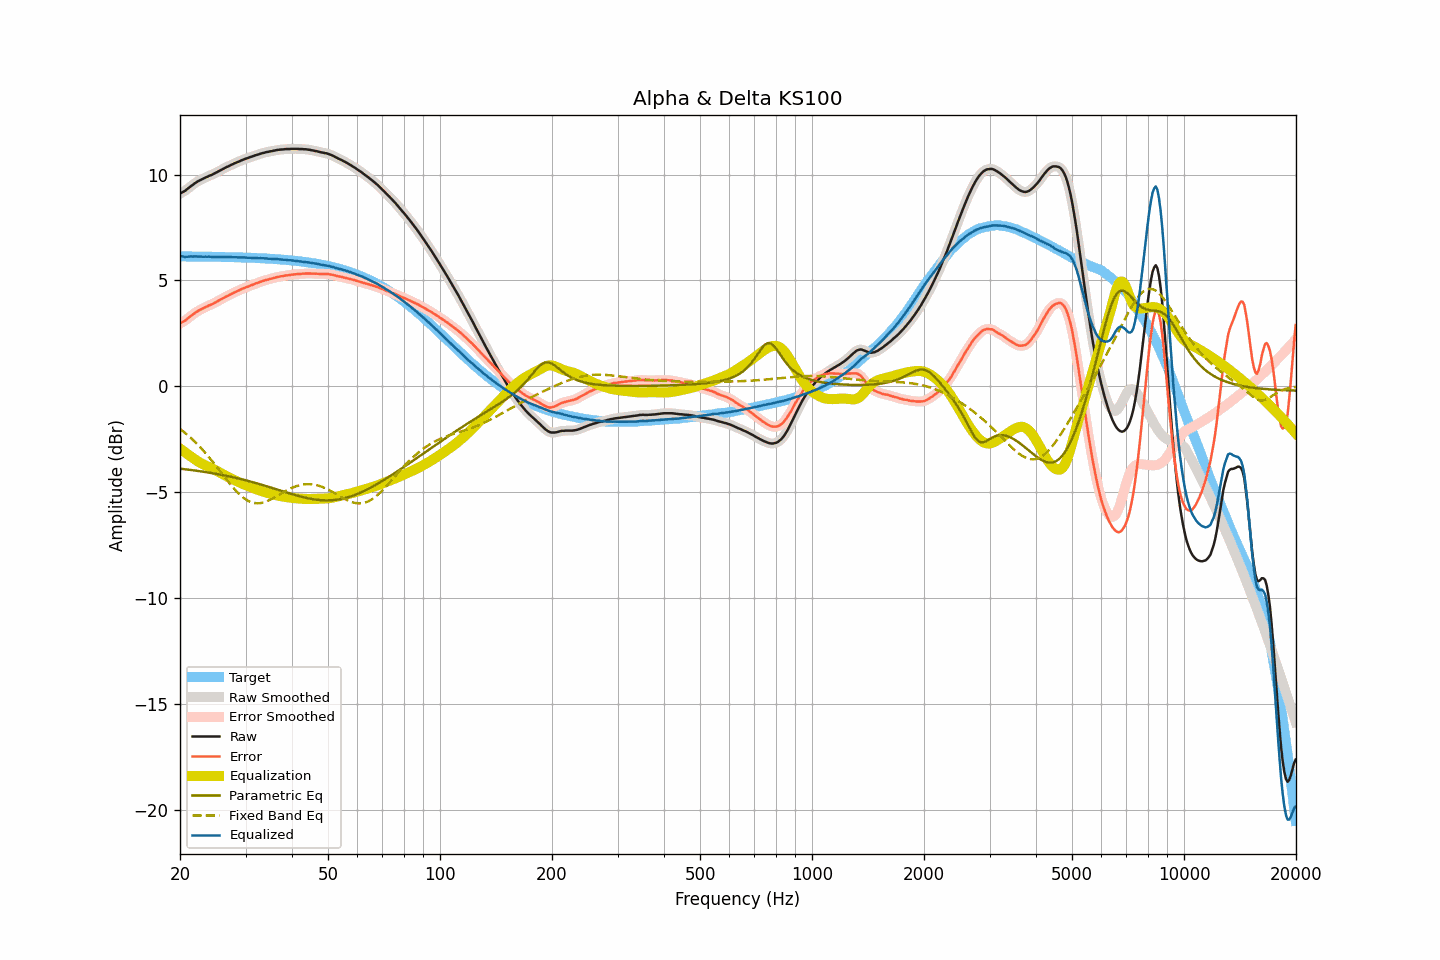 Alpha & Delta KS100
Amplitude (dBr)
10
5
0
−5
−10
−15
−20
Target
Raw Smoothed
Error Smoothed
Raw
Error
Equalization
Parametric Eq
Fixed Band Eq
Equalized
20 50 100 200 500 1000 2000 5000 10000 20000
Frequency (Hz)